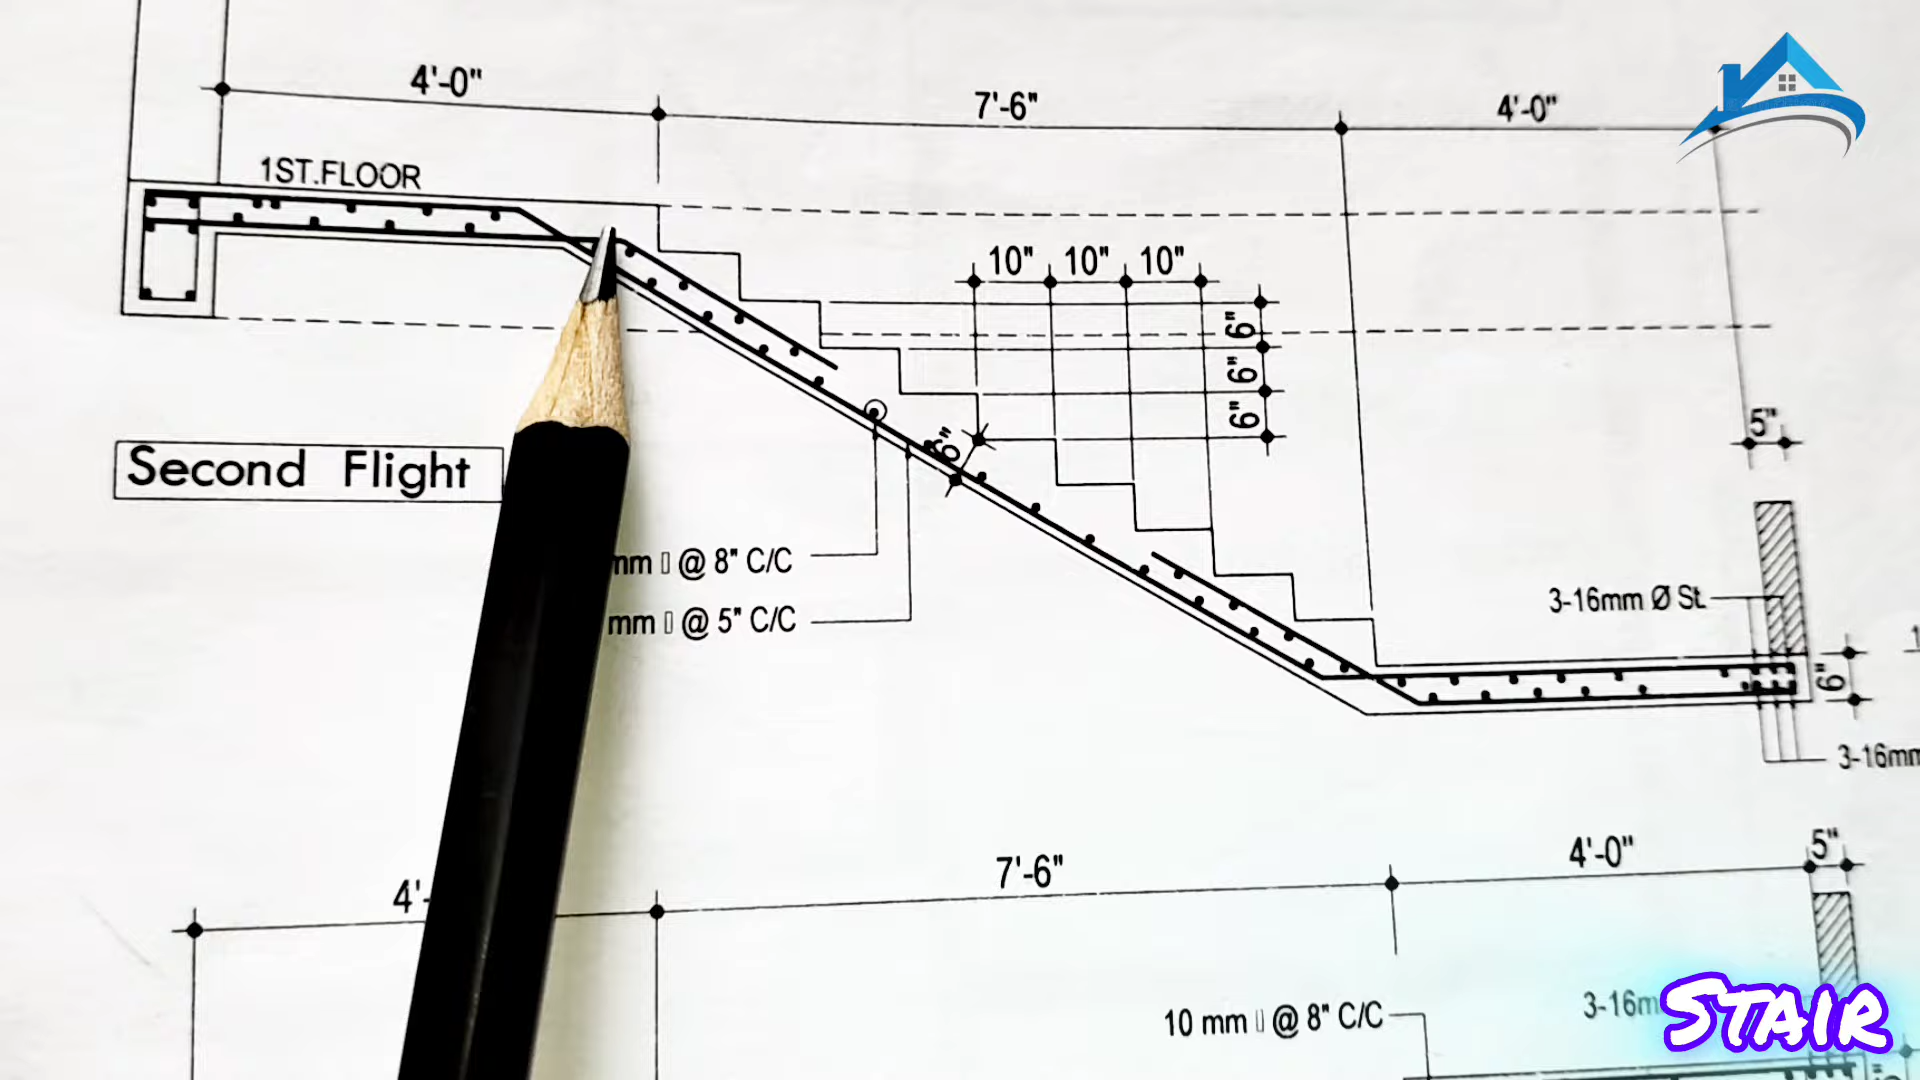 4'-0" 7'-6" 4'-0"
1ST.FLOOR
10" 10" 10"
6"
6"
6"
5"
6"
Second Flight
mm ▯ @ 8" C/C
mm ▯ @ 5" C/C
3-16mm Ø St.
6"
3-16mm
4'- 7'-6" 4'-0" 5"
10 mm ▯ @ 8" C/C
3-16m
STAIR